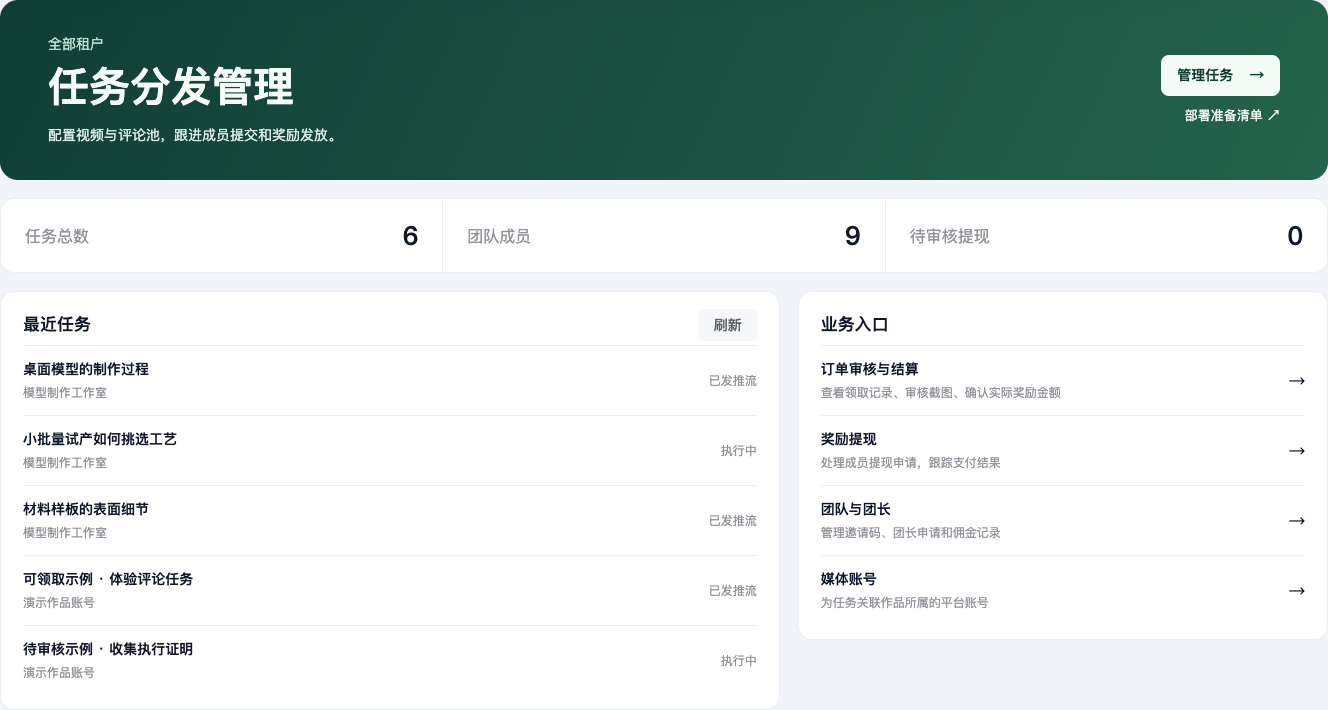 全部租户
任务分发管理
配置视频与评论池，跟进成员提交和奖励发放。
管理任务 →
部署准备清单 ↗
任务总数 6
团队成员 9
待审核提现 0
最近任务 刷新
桌面模型的制作过程
模型制作工作室
已发推流
小批量试产如何挑选工艺
模型制作工作室
执行中
材料样板的表面细节
模型制作工作室
已发推流
可领取示例 · 体验评论任务
演示作品账号
已发推流
待审核示例 · 收集执行证明
演示作品账号
执行中
业务入口
订单审核与结算
查看领取记录、审核截图、确认实际奖励金额
→
奖励提现
处理成员提现申请，跟踪支付结果
→
团队与团长
管理邀请码、团长申请和佣金记录
→
媒体账号
为任务关联作品所属的平台账号
→